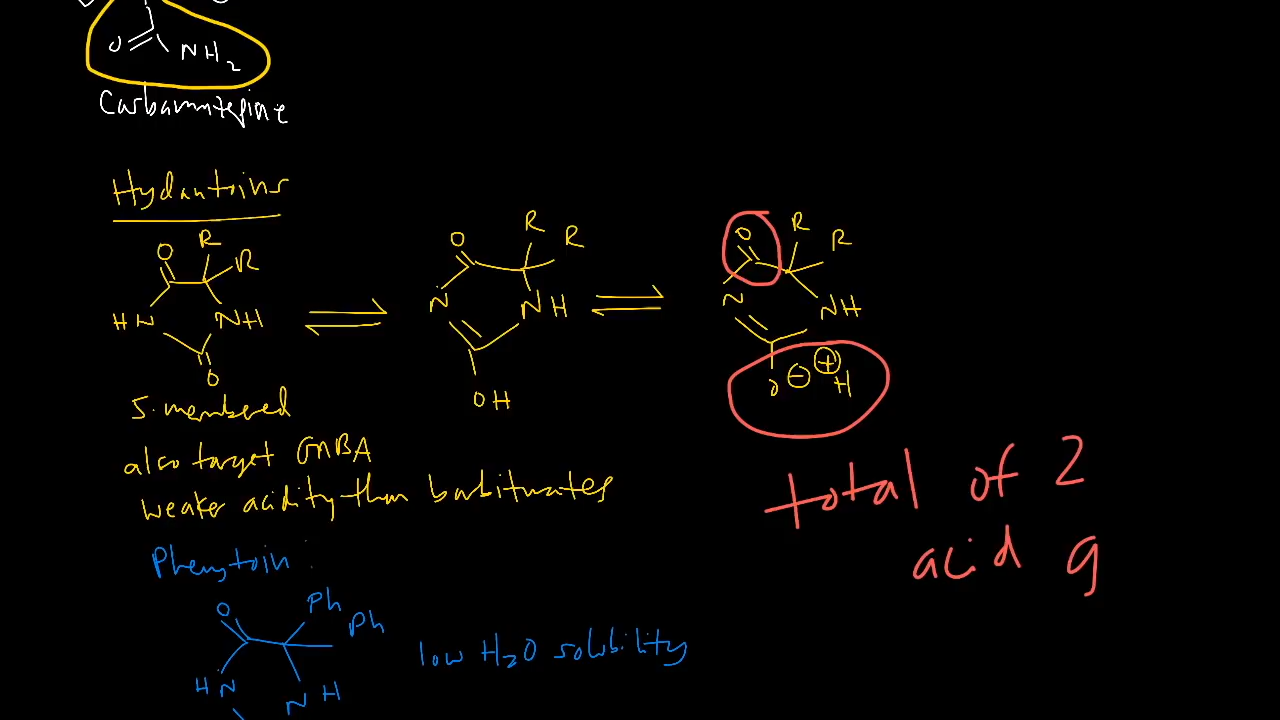 O
NH2
Carbamatepine
Hydantoins
O R R
HN NH
O
O R R
N NH
OH
O R R
N NH
O ⊖ ⊕ H
5-membered
also target GABA
weaker acidity than barbiturates
total of 2
acid g
Phenytoin :
O Ph Ph
HN NH
low H2O solubility